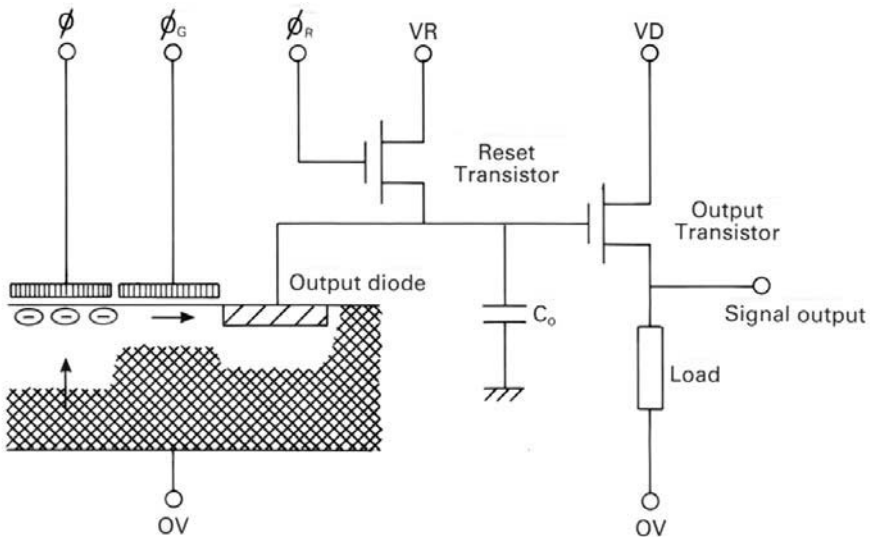 ϕ
ϕG
ϕR
VR
VD
Reset
Transistor
Output
Transistor
Output diode
Co
Signal output
Load
OV
OV